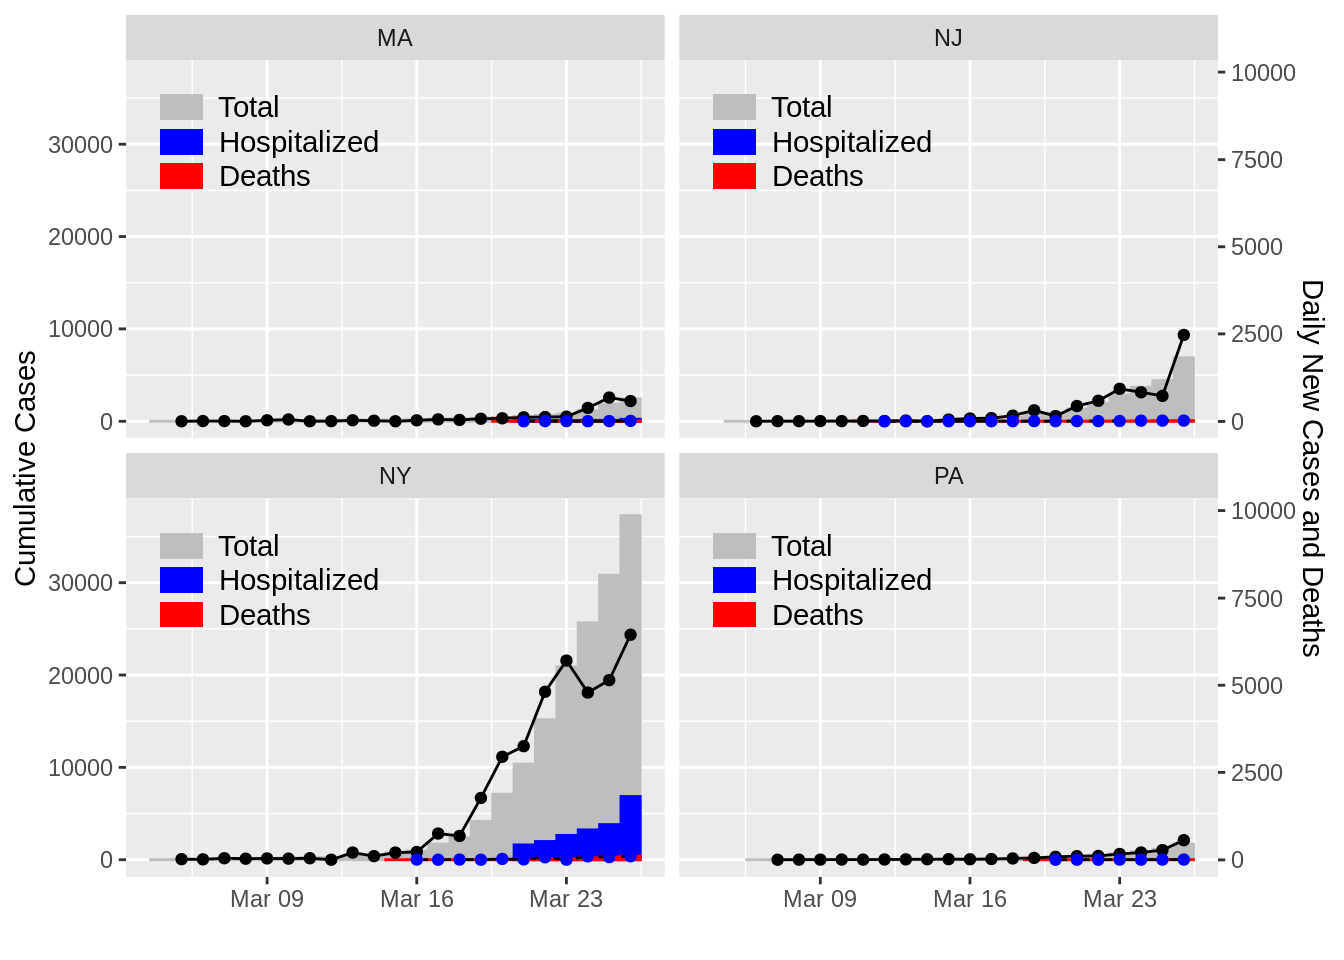 MA
NJ
Total
Hospitalized
Deaths
Total
Hospitalized
Deaths
30000
20000
10000
0
10000
7500
5000
2500
0
Cumulative Cases
Daily New Cases and Deaths
NY
PA
Total
Hospitalized
Deaths
Total
Hospitalized
Deaths
30000
20000
10000
0
10000
7500
5000
2500
0
Mar 09
Mar 16
Mar 23
Mar 09
Mar 16
Mar 23